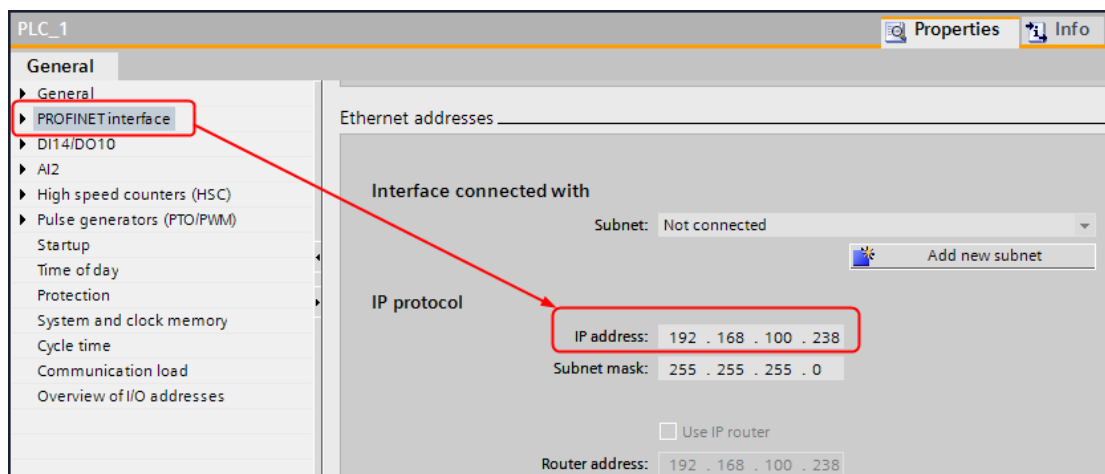 PLC_1
Properties
Info
General
General
PROFINET interface
DI14/DO10
AI2
High speed counters (HSC)
Pulse generators (PTO/PWM)
Startup
Time of day
Protection
System and clock memory
Cycle time
Communication load
Overview of I/O addresses
Ethernet addresses
Interface connected with
Subnet: Not connected
Add new subnet
IP protocol
IP address: 192 . 168 . 100 . 238
Subnet mask: 255 . 255 . 255 . 0
Use IP router
Router address: 192 . 168 . 100 . 238